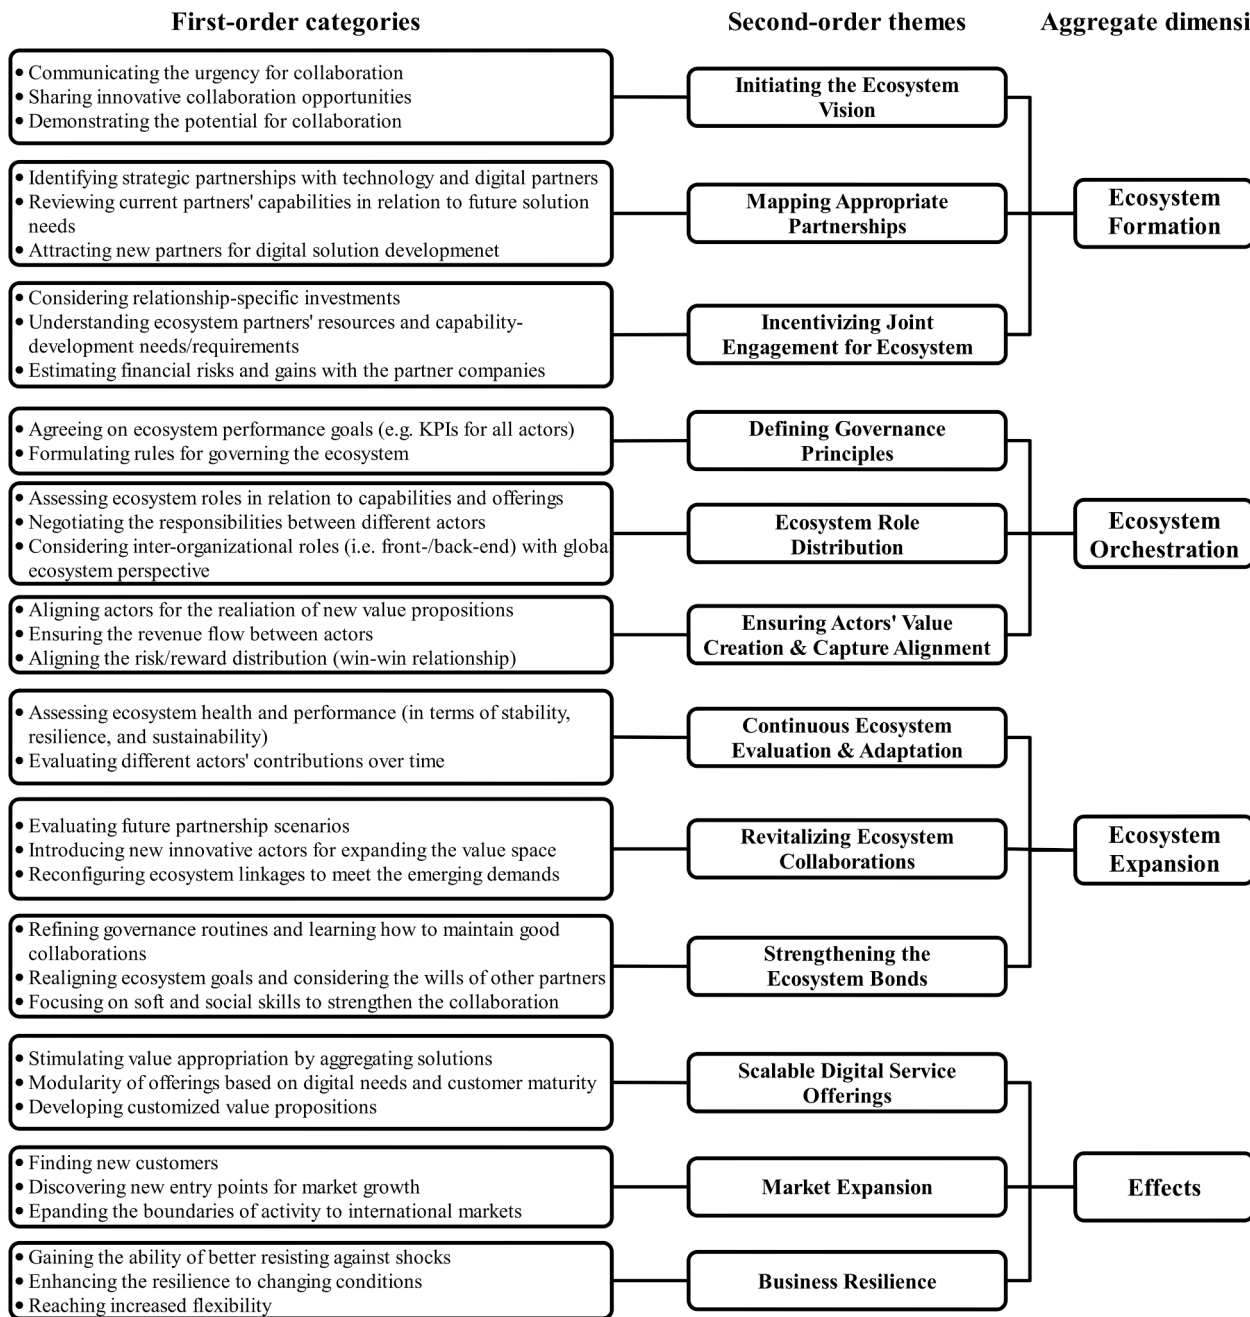 First-order categories
Second-order themes
Aggregate dimensi
• Communicating the urgency for collaboration
• Sharing innovative collaboration opportunities
• Demonstrating the potential for collaboration
Initiating the Ecosystem
Vision
• Identifying strategic partnerships with technology and digital partners
• Reviewing current partners' capabilities in relation to future solution
needs
• Attracting new partners for digital solution developmenet
Mapping Appropriate
Partnerships
• Considering relationship-specific investments
• Understanding ecosystem partners' resources and capability-
development needs/requirements
• Estimating financial risks and gains with the partner companies
Incentivizing Joint
Engagement for Ecosystem
Ecosystem
Formation
• Agreeing on ecosystem performance goals (e.g. KPIs for all actors)
• Formulating rules for governing the ecosystem
Defining Governance
Principles
• Assessing ecosystem roles in relation to capabilities and offerings
• Negotiating the responsibilities between different actors
• Considering inter-organizational roles (i.e. front-/back-end) with globa
ecosystem perspective
Ecosystem Role
Distribution
• Aligning actors for the realiation of new value propositions
• Ensuring the revenue flow between actors
• Aligning the risk/reward distribution (win-win relationship)
Ensuring Actors' Value
Creation & Capture Alignment
Ecosystem
Orchestration
• Assessing ecosystem health and performance (in terms of stability,
resilience, and sustainability)
• Evaluating different actors' contributions over time
Continuous Ecosystem
Evaluation & Adaptation
• Evaluating future partnership scenarios
• Introducing new innovative actors for expanding the value space
• Reconfiguring ecosystem linkages to meet the emerging demands
Revitalizing Ecosystem
Collaborations
• Refining governance routines and learning how to maintain good
collaborations
• Realigning ecosystem goals and considering the wills of other partners
• Focusing on soft and social skills to strengthen the collaboration
Strengthening the
Ecosystem Bonds
Ecosystem
Expansion
• Stimulating value appropriation by aggregating solutions
• Modularity of offerings based on digital needs and customer maturity
• Developing customized value propositions
Scalable Digital Service
Offerings
• Finding new customers
• Discovering new entry points for market growth
• Epanding the boundaries of activity to international markets
Market Expansion
• Gaining the ability of better resisting against shocks
• Enhancing the resilience to changing conditions
• Reaching increased flexibility
Business Resilience
Effects